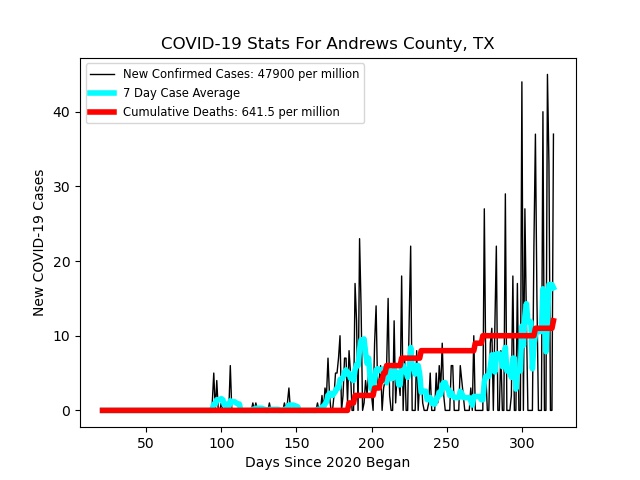 COVID-19 Stats For Andrews County, TX
New Confirmed Cases: 47900 per million
7 Day Case Average
Cumulative Deaths: 641.5 per million
New COVID-19 Cases
40
30
20
10
0
50 100 150 200 250 300
Days Since 2020 Began